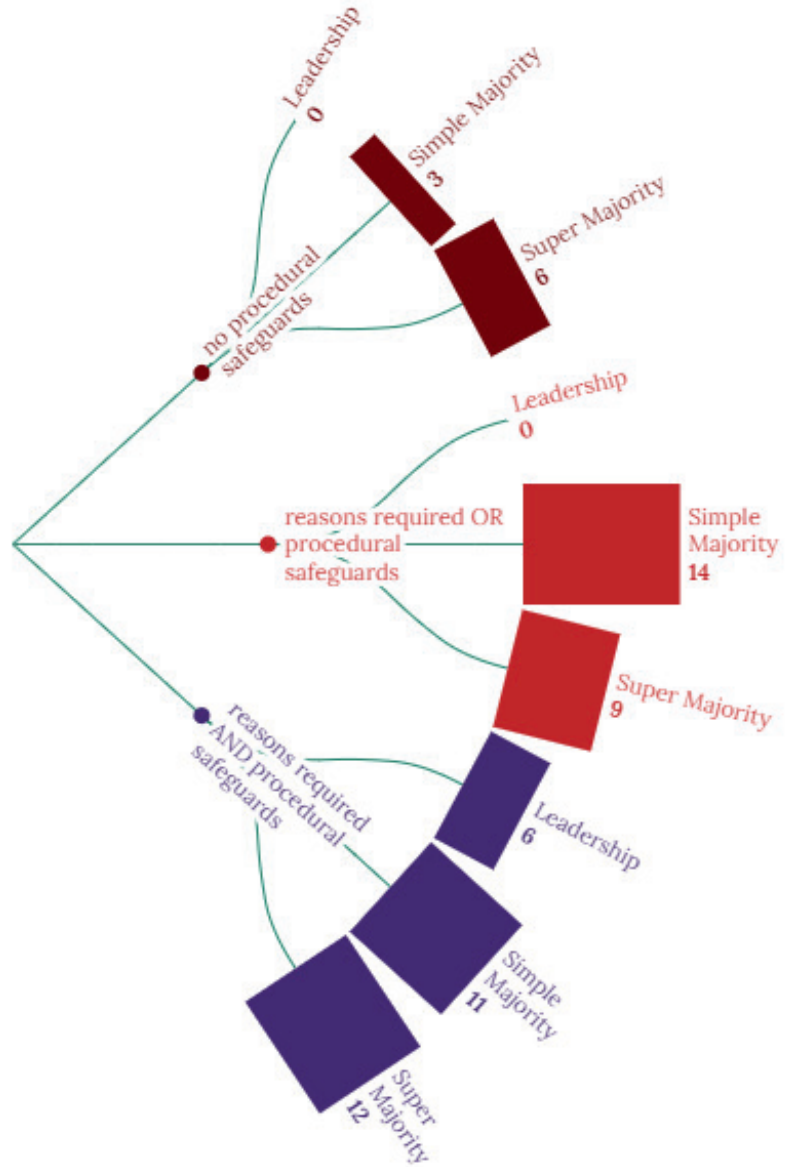 Leadership
0
Simple Majority
3
Super Majority
6
no procedural
safeguards
Leadership
0
reasons required OR
procedural
safeguards
Simple
Majority
14
Super Majority
9
reasons required
AND procedural
safeguards
Leadership
6
Simple
Majority
11
Super
Majority
12